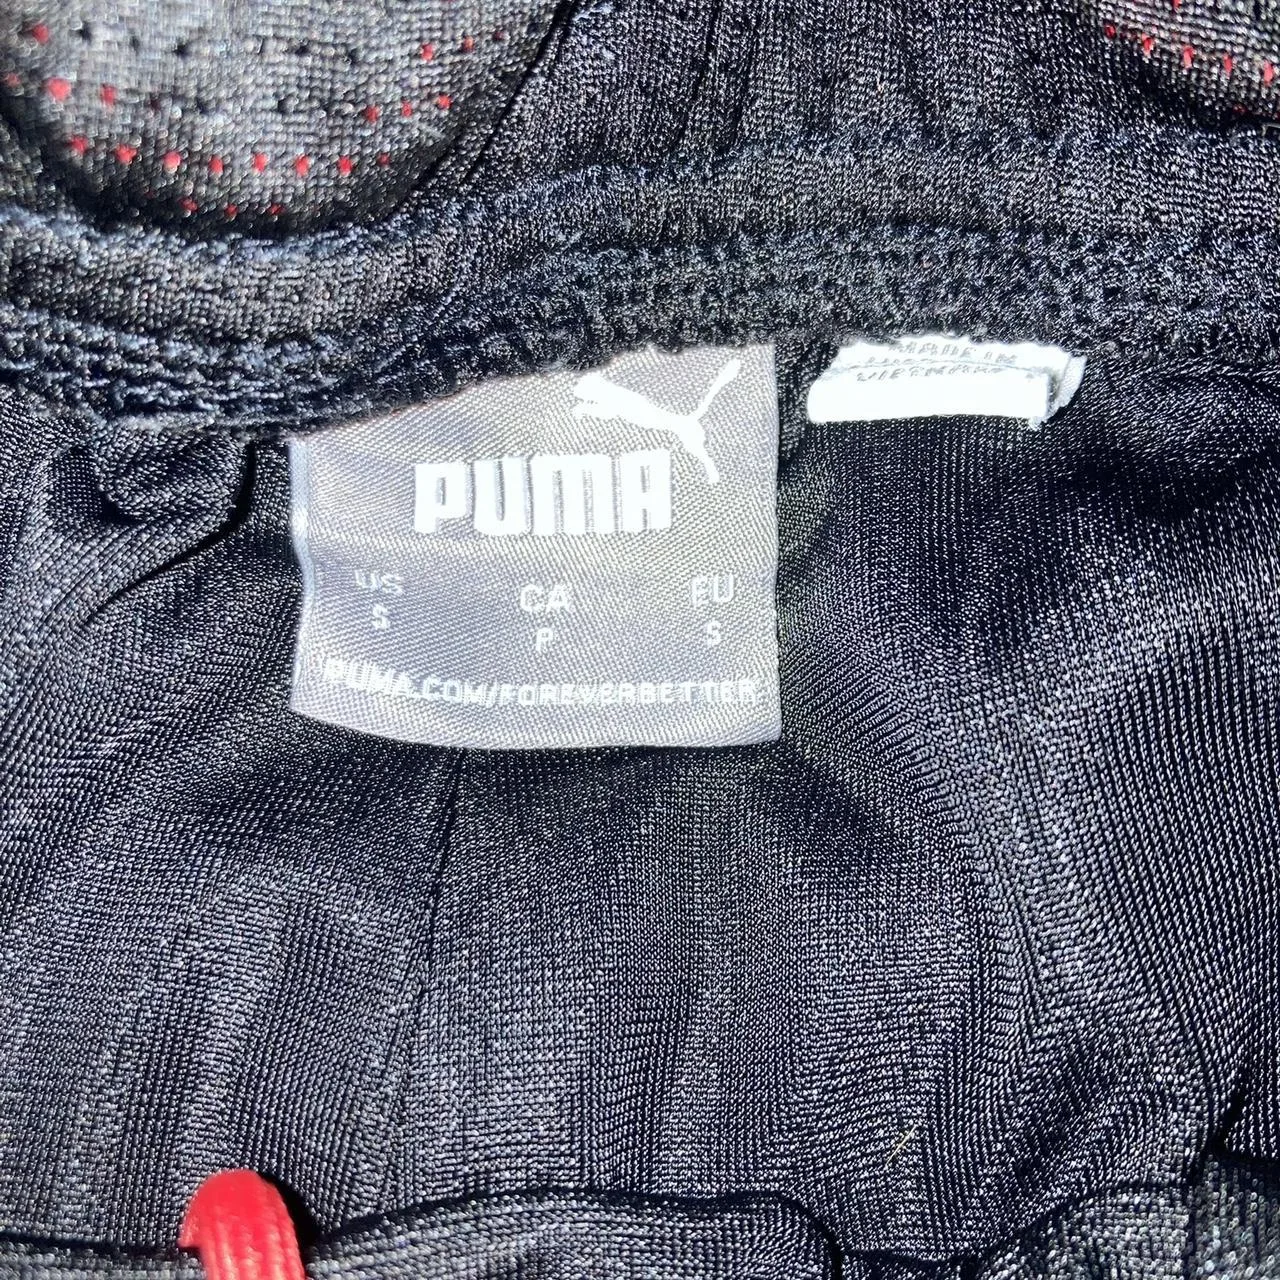 PUMA
US CA EU
S P S
PUMA.COM/FOREVERBETTER